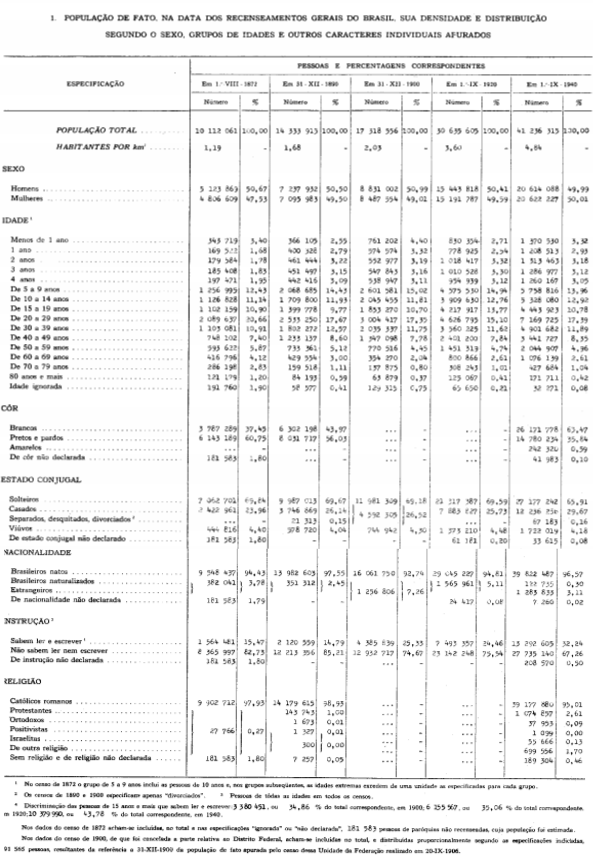 1. POPULAÇÃO DE FATO, NA DATA DOS RECENSEAMENTOS GERAIS DO BRASIL, SUA DENSIDADE E DISTRIBUIÇÃO
SEGUNDO O SEXO, GRUPOS DE IDADES E OUTROS CARACTERES INDIVIDUAIS APURADOS
ESPECIFICAÇÃO
PESSOAS E PERCENTAGENS CORRESPONDENTES
Em 1.º-VIII-1872 Em 31-XII-1890 Em 31-XII-1900 Em 1.º-IX-1920 Em 1.º-IX-1940
Número % Número % Número % Número % Número %
POPULAÇÃO TOTAL 10 112 061 100,00 14 333 915 100,00 17 318 556 100,00 30 635 605 100,00 41 236 315 100,00
HABITANTES POR km² 1,19 - 1,68 - 2,03 - 3,60 - 4,84 -
SEXO
Homens 5 123 869 50,67 7 237 932 50,50 8 831 002 50,99 15 443 818 50,41 20 614 088 49,99
Mulheres 4 806 609 47,53 7 095 983 49,50 8 487 554 49,01 15 191 787 49,59 20 622 227 50,01
IDADE ¹
Menos de 1 ano 343 719 3,40 366 105 2,55 761 202 4,40 830 354 2,71 1 370 530 3,32
1 ano 1,68 400 328 2,79 574 974 3,32 778 925 2,54 1 208 513 2,93
2 anos 179 584 1,78 461 444 3,22 552 977 3,19 1 018 417 3,32 1 313 463 3,18
3 anos 185 408 1,83 451 497 3,15 547 843 3,16 1 010 528 3,30 1 286 977 3,12
4 anos 197 471 1,95 442 416 3,09 538 947 3,11 954 939 3,12 1 260 167 3,05
De 5 a 9 anos 1 256 995 12,43 2 068 685 14,43 2 601 581 15,02 4 575 530 14,94 5 758 816 13,96
De 10 a 14 anos 1 126 828 11,14 1 709 800 11,93 2 045 455 11,81 3 909 630 12,76 5 328 080 12,92
De 15 a 19 anos 1 102 159 10,90 1 399 778 9,77 1 853 270 10,70 4 217 917 13,77 4 443 923 10,78
De 20 a 29 anos 2 089 637 20,66 2 533 250 17,67 3 004 417 17,35 4 626 735 15,10 7 169 725 17,39
De 30 a 39 anos 1 103 081 10,91 1 802 272 12,57 2 035 337 11,75 3 560 225 11,62 4 901 682 11,89
De 40 a 49 anos 748 102 7,40 1 233 137 8,60 1 347 098 7,78 2 401 200 7,84 3 441 727 8,35
De 50 a 59 anos 593 622 5,87 733 361 5,12 770 516 4,45 1 451 319 4,74 2 044 907 4,96
De 60 a 69 anos 416 796 4,12 429 554 3,00 354 270 2,04 800 866 2,61 1 076 139 2,61
De 70 a 79 anos 286 198 2,83 159 518 1,11 137 875 0,80 308 243 1,01 427 684 1,04
80 anos e mais 121 179 1,20 84 193 0,59 63 879 0,37 125 067 0,41 171 711 0,42
Idade ignorada 191 760 1,90 58 577 0,41 129 315 0,75 65 650 0,21 32 271 0,08
CÔR
Brancos 3 787 289 37,45 6 302 198 43,97 ... - ... - 26 171 778 63,47
Pretos e pardos 6 143 189 60,75 8 031 717 56,03 ... - ... - 14 780 234 35,84
Amarelos ... - ... - ... - ... - 242 320 0,59
De côr não declarada 181 583 1,80 - - ... - ... - 41 983 0,10
ESTADO CONJUGAL
Solteiros 7 062 701 69,84 9 987 013 69,67 11 981 309 69,18 21 317 387 69,59 27 177 242 65,91
Casados 2 422 961 23,96 3 746 869 26,14 4 592 305 26,52 7 883 627 25,73 12 236 29,67
Separados, desquitados, divorciados ² ... - 21 313 0,15 67 183 0,16
Viúvos 444 816 4,40 578 720 4,04 744 942 4,30 1 373 210 4,48 1 722 019 4,18
De estado conjugal não declarado 181 583 1,80 - - - - 61 181 0,20 33 615 0,08
NACIONALIDADE
Brasileiros natos 9 548 437 94,43 13 982 603 97,55 16 061 750 92,74 29 045 227 94,81 39 822 487 96,57
Brasileiros naturalizados 382 041 3,78 351 312 2,45 1 565 961 5,11 122 735 0,30
Estrangeiros 1 256 806 7,26 1 283 833 3,11
De nacionalidade não declarada 181 583 1,79 - - - - 24 417 0,08 7 260 0,02
NSTRUÇÃO ³
Sabem ler e escrever ⁴ 1 564 481 15,47 2 120 559 14,79 4 385 839 25,33 7 493 357 24,46 13 292 605 32,24
Não sabem ler nem escrever 8 365 997 82,73 12 213 356 85,21 12 932 717 74,67 23 142 248 75,54 27 735 140 67,26
De instrução não declarada 181 583 1,80 - - - - - - 208 570 0,50
RELIGIÃO
Católicos romanos 9 902 712 97,93 14 179 615 98,93 ... - ... - 39 177 880 95,01
Protestantes 143 743 1,00 ... - ... - 1 074 857 2,61
Ortodoxos 1 673 0,01 ... - ... - 37 953 0,09
Positivistas 27 766 0,27 1 327 0,01 ... - ... - 1 099 0,00
Israelitas 300 0,00 ... - ... - 55 666 0,13
De outra religião ... - ... - 699 556 1,70
Sem religião e de religião não declarada 181 583 1,80 7 257 0,05 ... - ... - 189 304 0,46
¹ No censo de 1872 o grupo de 5 a 9 anos inclui as pessoas de 10 anos e, nos grupos subseqüentes, as idades extremas excedem de uma unidade as especificadas para cada grupo.
² Os censos de 1890 e 1908 especificam apenas "divorciados". ³ Pessoas de tôdas as idades em todos os censos.
⁴ Discriminação das pessoas de 15 anos e mais que sabem ler e escrever: 3 380 451, ou 34,86 % do total correspondente, em 1900; 6 155 567, ou 35,06 % do total correspondente.
m 1920; 10 379 990, ou 43,78 % do total correspondente, em 1940.
Nos dados do censo de 1872 acham-se incluídas, no total e nas especificações "ignorada" ou "não declarada", 181 583 pessoas de paróquias não recenseadas, cuja população foi estimada.
Nos dados do censo de 1900, de que foi cancelada a parte relativa ao Distrito Federal, acham-se incluídas no total, e distribuídas proporcionalmente segundo as especificações indicadas,
91 565 pessoas, resultantes da referência a 31-XII-1900 da população de fato apurada pelo censo dessa Unidade da Federação realizado em 20-IX-1906.